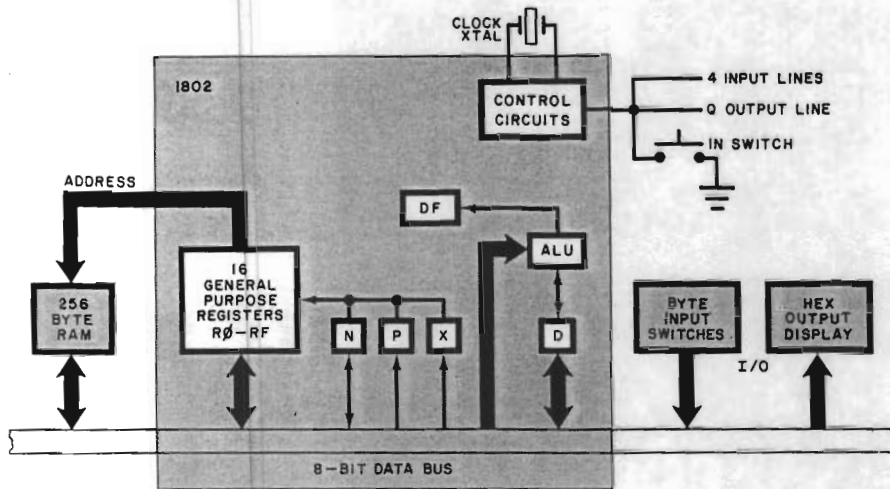 CLOCK
XTAL
1802
CONTROL
CIRCUITS
4 INPUT LINES
Q OUTPUT LINE
IN SWITCH
ADDRESS
DF
ALU
256
BYTE
RAM
16
GENERAL
PURPOSE
REGISTERS
RØ–RF
N
P
X
D
BYTE
INPUT
SWITCHES
HEX
OUTPUT
DISPLAY
I/O
8-BIT DATA BUS